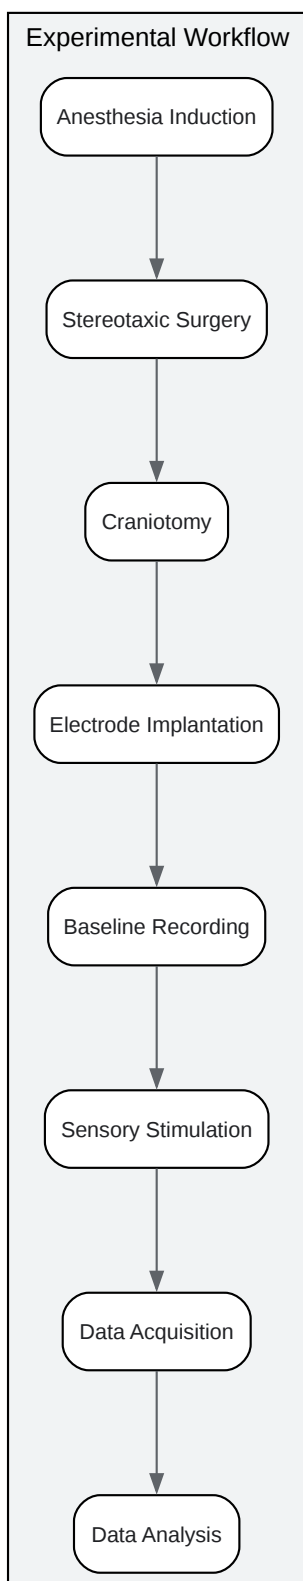 Experimental Workflow
Anesthesia Induction
Stereotaxic Surgery
Craniotomy
Electrode Implantation
Baseline Recording
Sensory Stimulation
Data Acquisition
Data Analysis